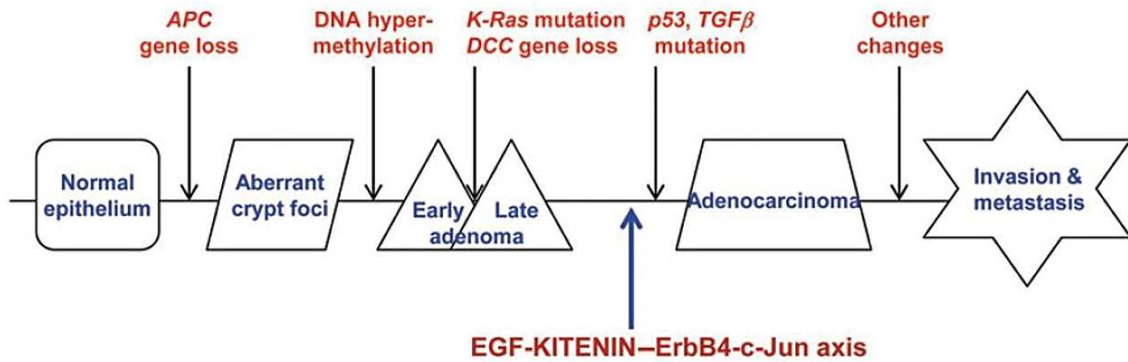 APC
gene loss
DNA hyper-
methylation
K-Ras mutation
DCC gene loss
p53, TGFβ
mutation
Other
changes
Normal
epithelium
Aberrant
crypt foci
Early
Late
adenoma
Adenocarcinoma
Invasion &
metastasis
EGF-KITENIN–ErbB4-c-Jun axis